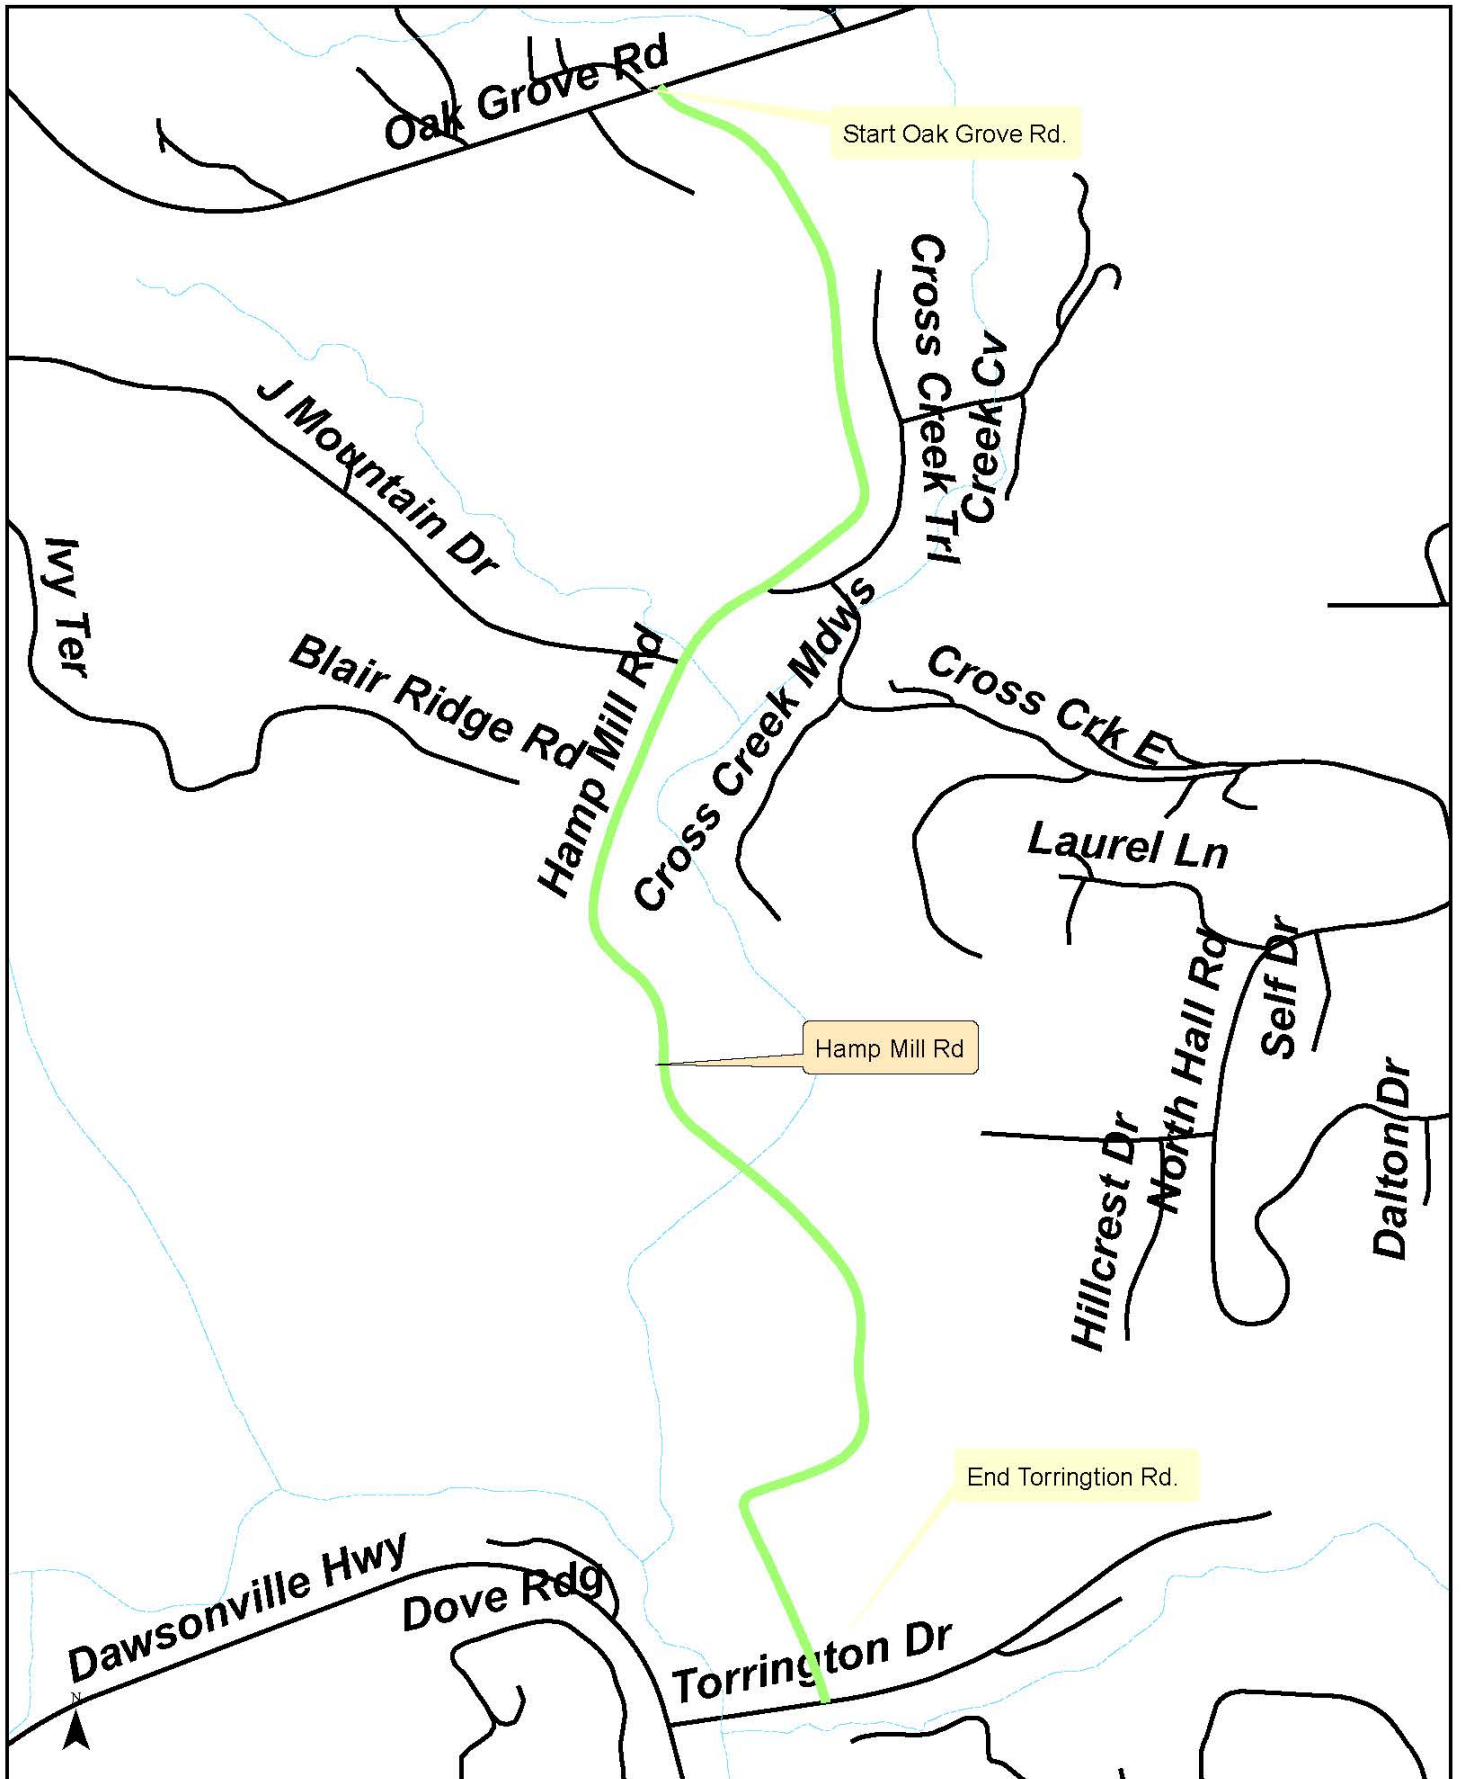 Oak Grove Rd
Start Oak Grove Rd.
Cross Creek Trl
Creek Cv
J Mountain Dr
Ivy Ter
Blair Ridge Rd
Hamp Mill Rd
Cross Creek Mdws
Cross Crk E
Laurel Ln
North Hall Rd
Self Dr
Hamp Mill Rd
Hillcrest Dr
Dalton Dr
End Torringtion Rd.
Dawsonville Hwy
Dove Rdg
Torrington Dr
N